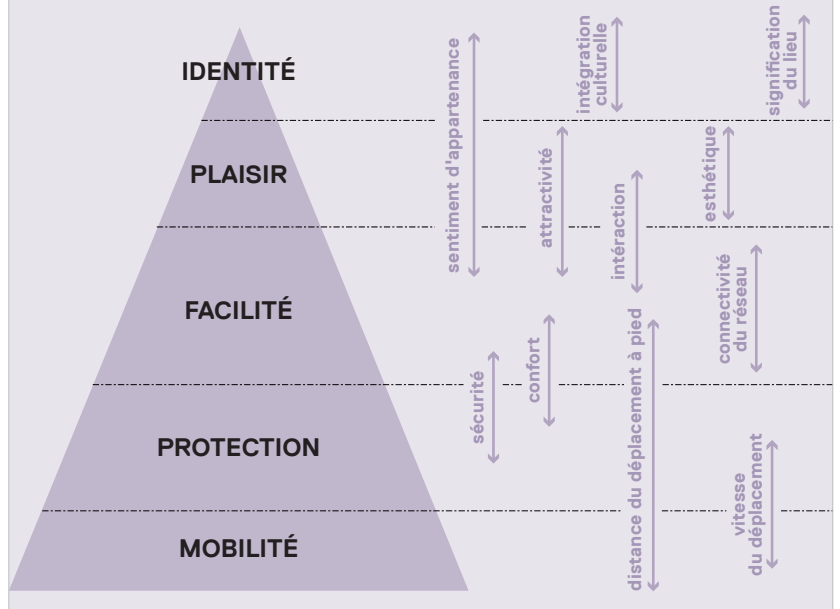 IDENTITÉ
PLAISIR
FACILITÉ
PROTECTION
MOBILITÉ
sentiment d'appartenance
intégration
culturelle
signification
du lieu
attractivité
intéraction
esthétique
connectivité
du réseau
sécurité
confort
distance du déplacement à pied
vitesse
du déplacement